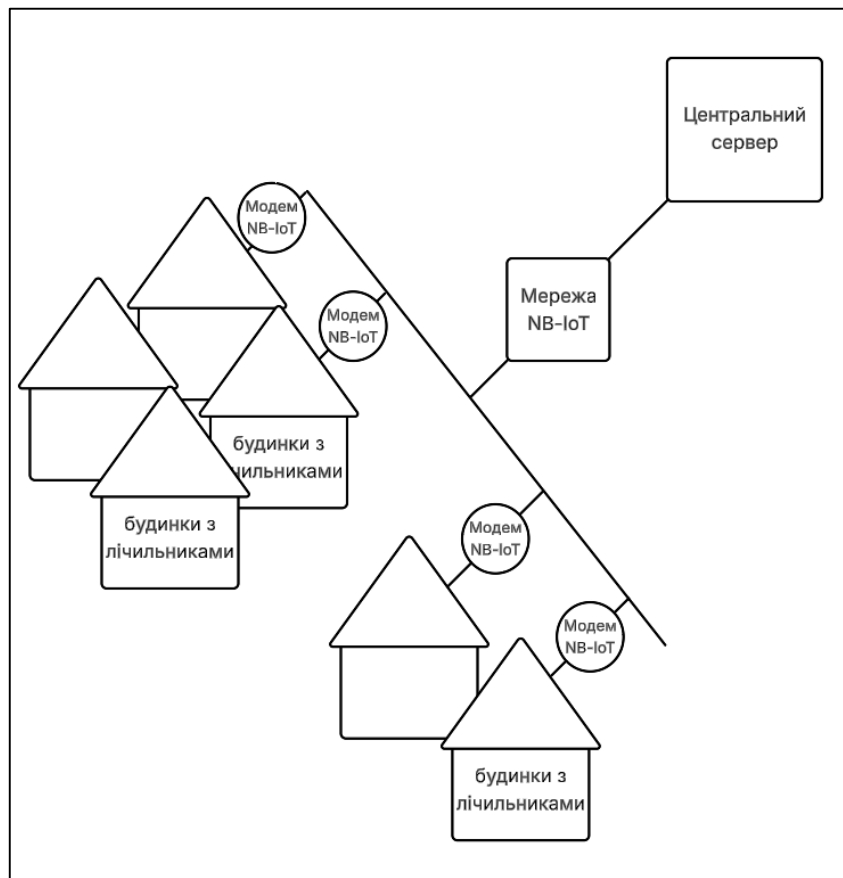 Центральний
сервер
Модем
NB-IoT
Мережа
NB-IoT
Модем
NB-IoT
будинки з
чильниками
будинки з
лічильниками
Модем
NB-IoT
Модем
NB-IoT
будинки з
лічильниками